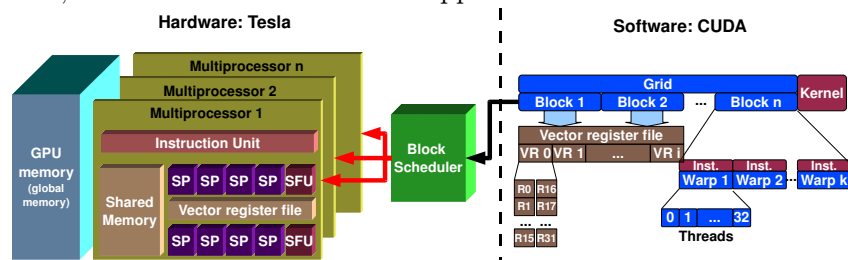 Hardware: Tesla
Software: CUDA
Multiprocessor n
Multiprocessor 2
Multiprocessor 1
Instruction Unit
GPU
memory
(global
memory)
Shared
Memory
SP SP SP SP SFU
Vector register file
SP SP SP SP SFU
Block
Scheduler
Grid
Kernel
Block 1 Block 2 ... Block n
Vector register file
VR 0 VR 1 ... VR i
R0 R16
R1 R17
... ...
R15 R31
Inst. Inst. Inst.
Warp 1 Warp 2 ... Warp k
0 1 ... 32
Threads